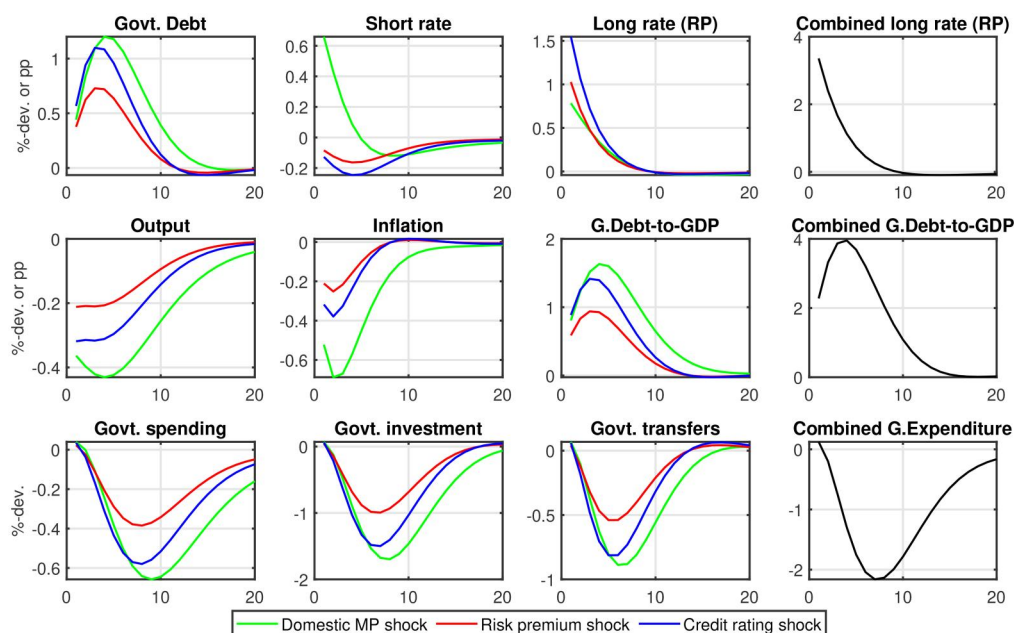 Govt. Debt
Short rate
Long rate (RP)
Combined long rate (RP)
%-dev. or pp
1
0.5
0
0 10 20
0.6
0.4
0.2
0
-0.2
0 10 20
1.5
1
0.5
0
0 10 20
4
2
0
0 10 20
Output
Inflation
G.Debt-to-GDP
Combined G.Debt-to-GDP
%-dev. or pp
0
-0.2
-0.4
0 10 20
0
-0.2
-0.4
-0.6
0 10 20
2
1
0
0 10 20
4
2
0
0 10 20
Govt. spending
Govt. investment
Govt. transfers
Combined G.Expenditure
%-dev.
0
-0.2
-0.4
-0.6
0 10 20
0
-1
-2
0 10 20
0
-0.5
-1
0 10 20
0
-1
-2
0 10 20
Domestic MP shock Risk premium shock Credit rating shock